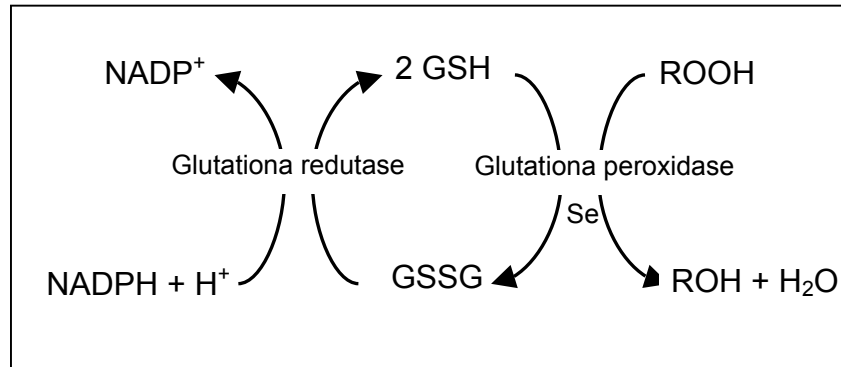 NADP⁺ 2 GSH ROOH
Glutationa redutase Glutationa peroxidase
Se
NADPH + H⁺ GSSG ROH + H₂O